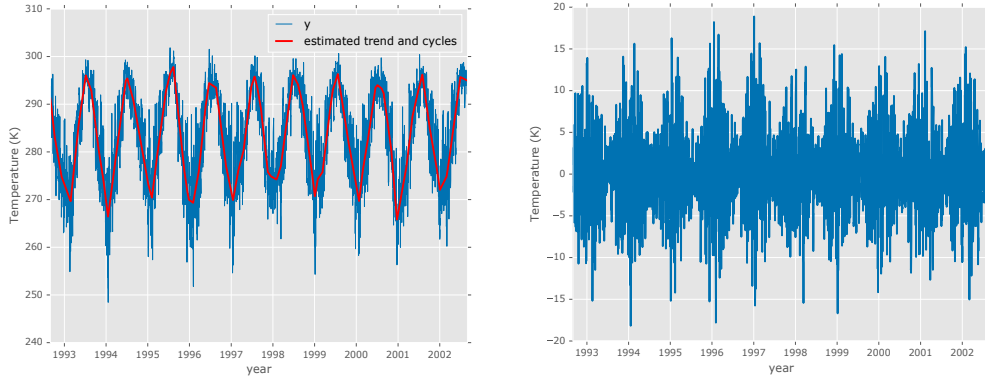 310
300
290
280
270
260
250
240
Temperature (K)
y
estimated trend and cycles
1993 1994 1995 1996 1997 1998 1999 2000 2001 2002
year
20
15
10
5
0
−5
−10
−15
−20
Temperature (K)
1993 1994 1995 1996 1997 1998 1999 2000 2001 2002
year